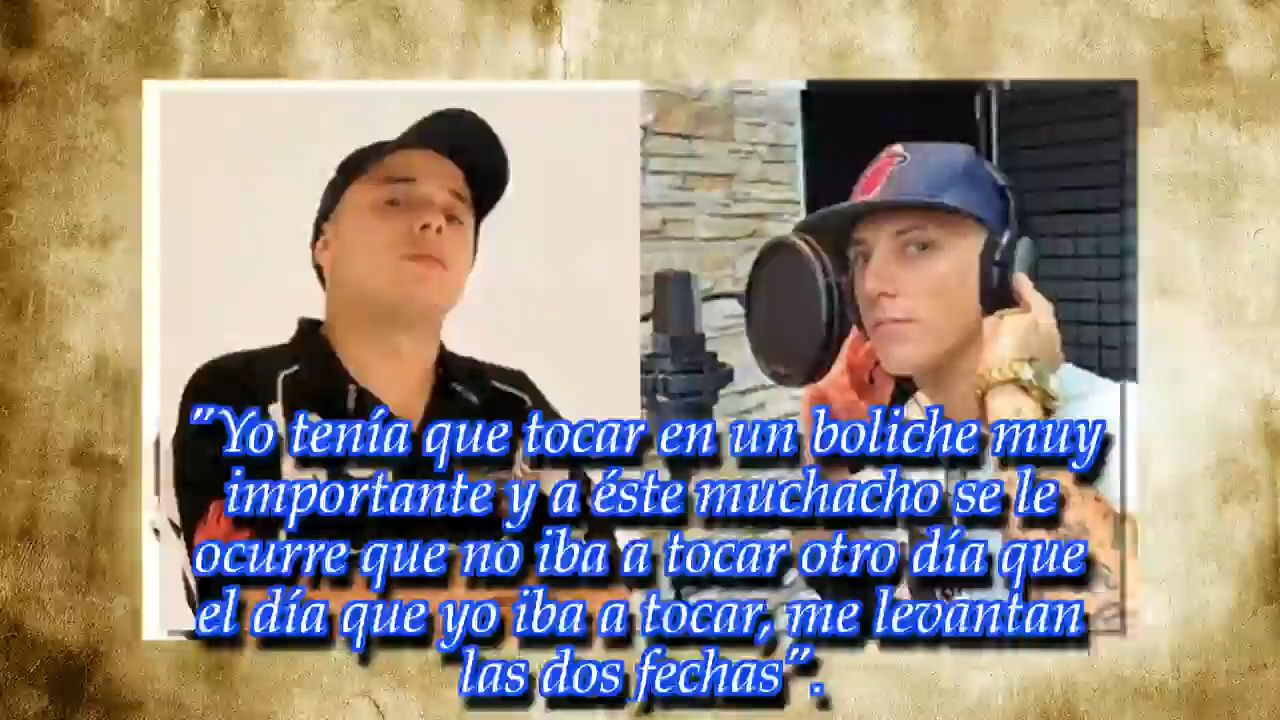 "Yo tenía que tocar en un boliche muy
importante y a éste muchacho se le
ocurre que no iba a tocar otro día que
el día que yo iba a tocar, me levantan
las dos fechas".